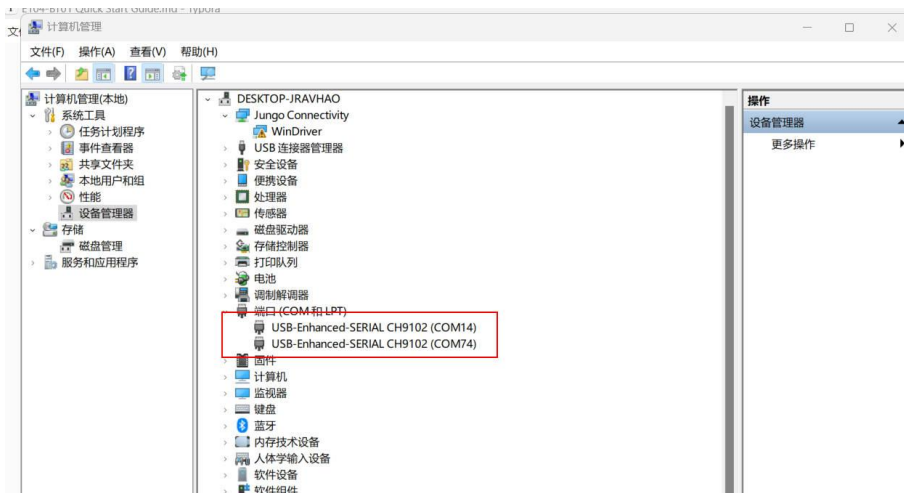 E104-BT01 Quick Start Guide.md - Typora
计算机管理
文件(F) 操作(A) 查看(V) 帮助(H)
计算机管理(本地)
系统工具
任务计划程序
事件查看器
共享文件夹
本地用户和组
性能
设备管理器
存储
磁盘管理
服务和应用程序
DESKTOP-JRAVHAO
Jungo Connectivity
WinDriver
USB 连接器管理器
安全设备
便携设备
处理器
传感器
磁盘驱动器
存储控制器
打印队列
电池
调制解调器
端口 (COM 和 LPT)
USB-Enhanced-SERIAL CH9102 (COM14)
USB-Enhanced-SERIAL CH9102 (COM74)
固件
计算机
监视器
键盘
蓝牙
内存技术设备
人体学输入设备
软件设备
软件组件
操作
设备管理器
更多操作